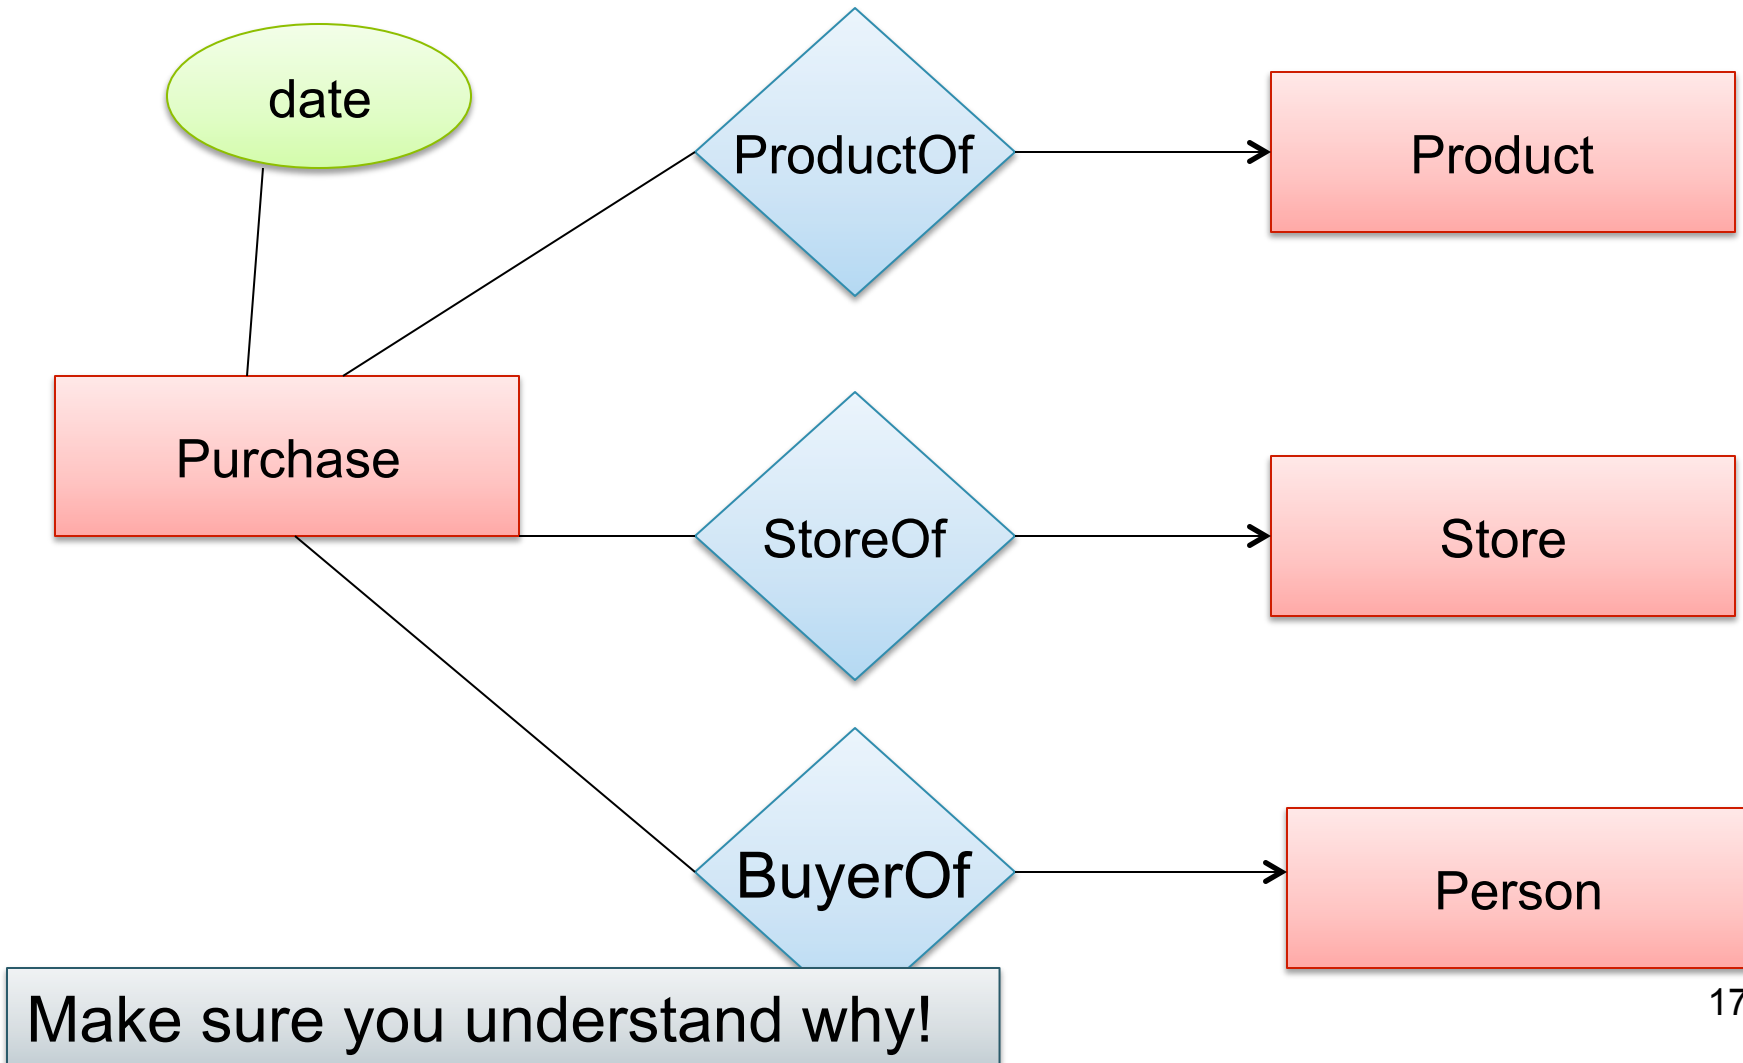 date
ProductOf
Product
Purchase
StoreOf
Store
BuyerOf
Person
Make sure you understand why!
17